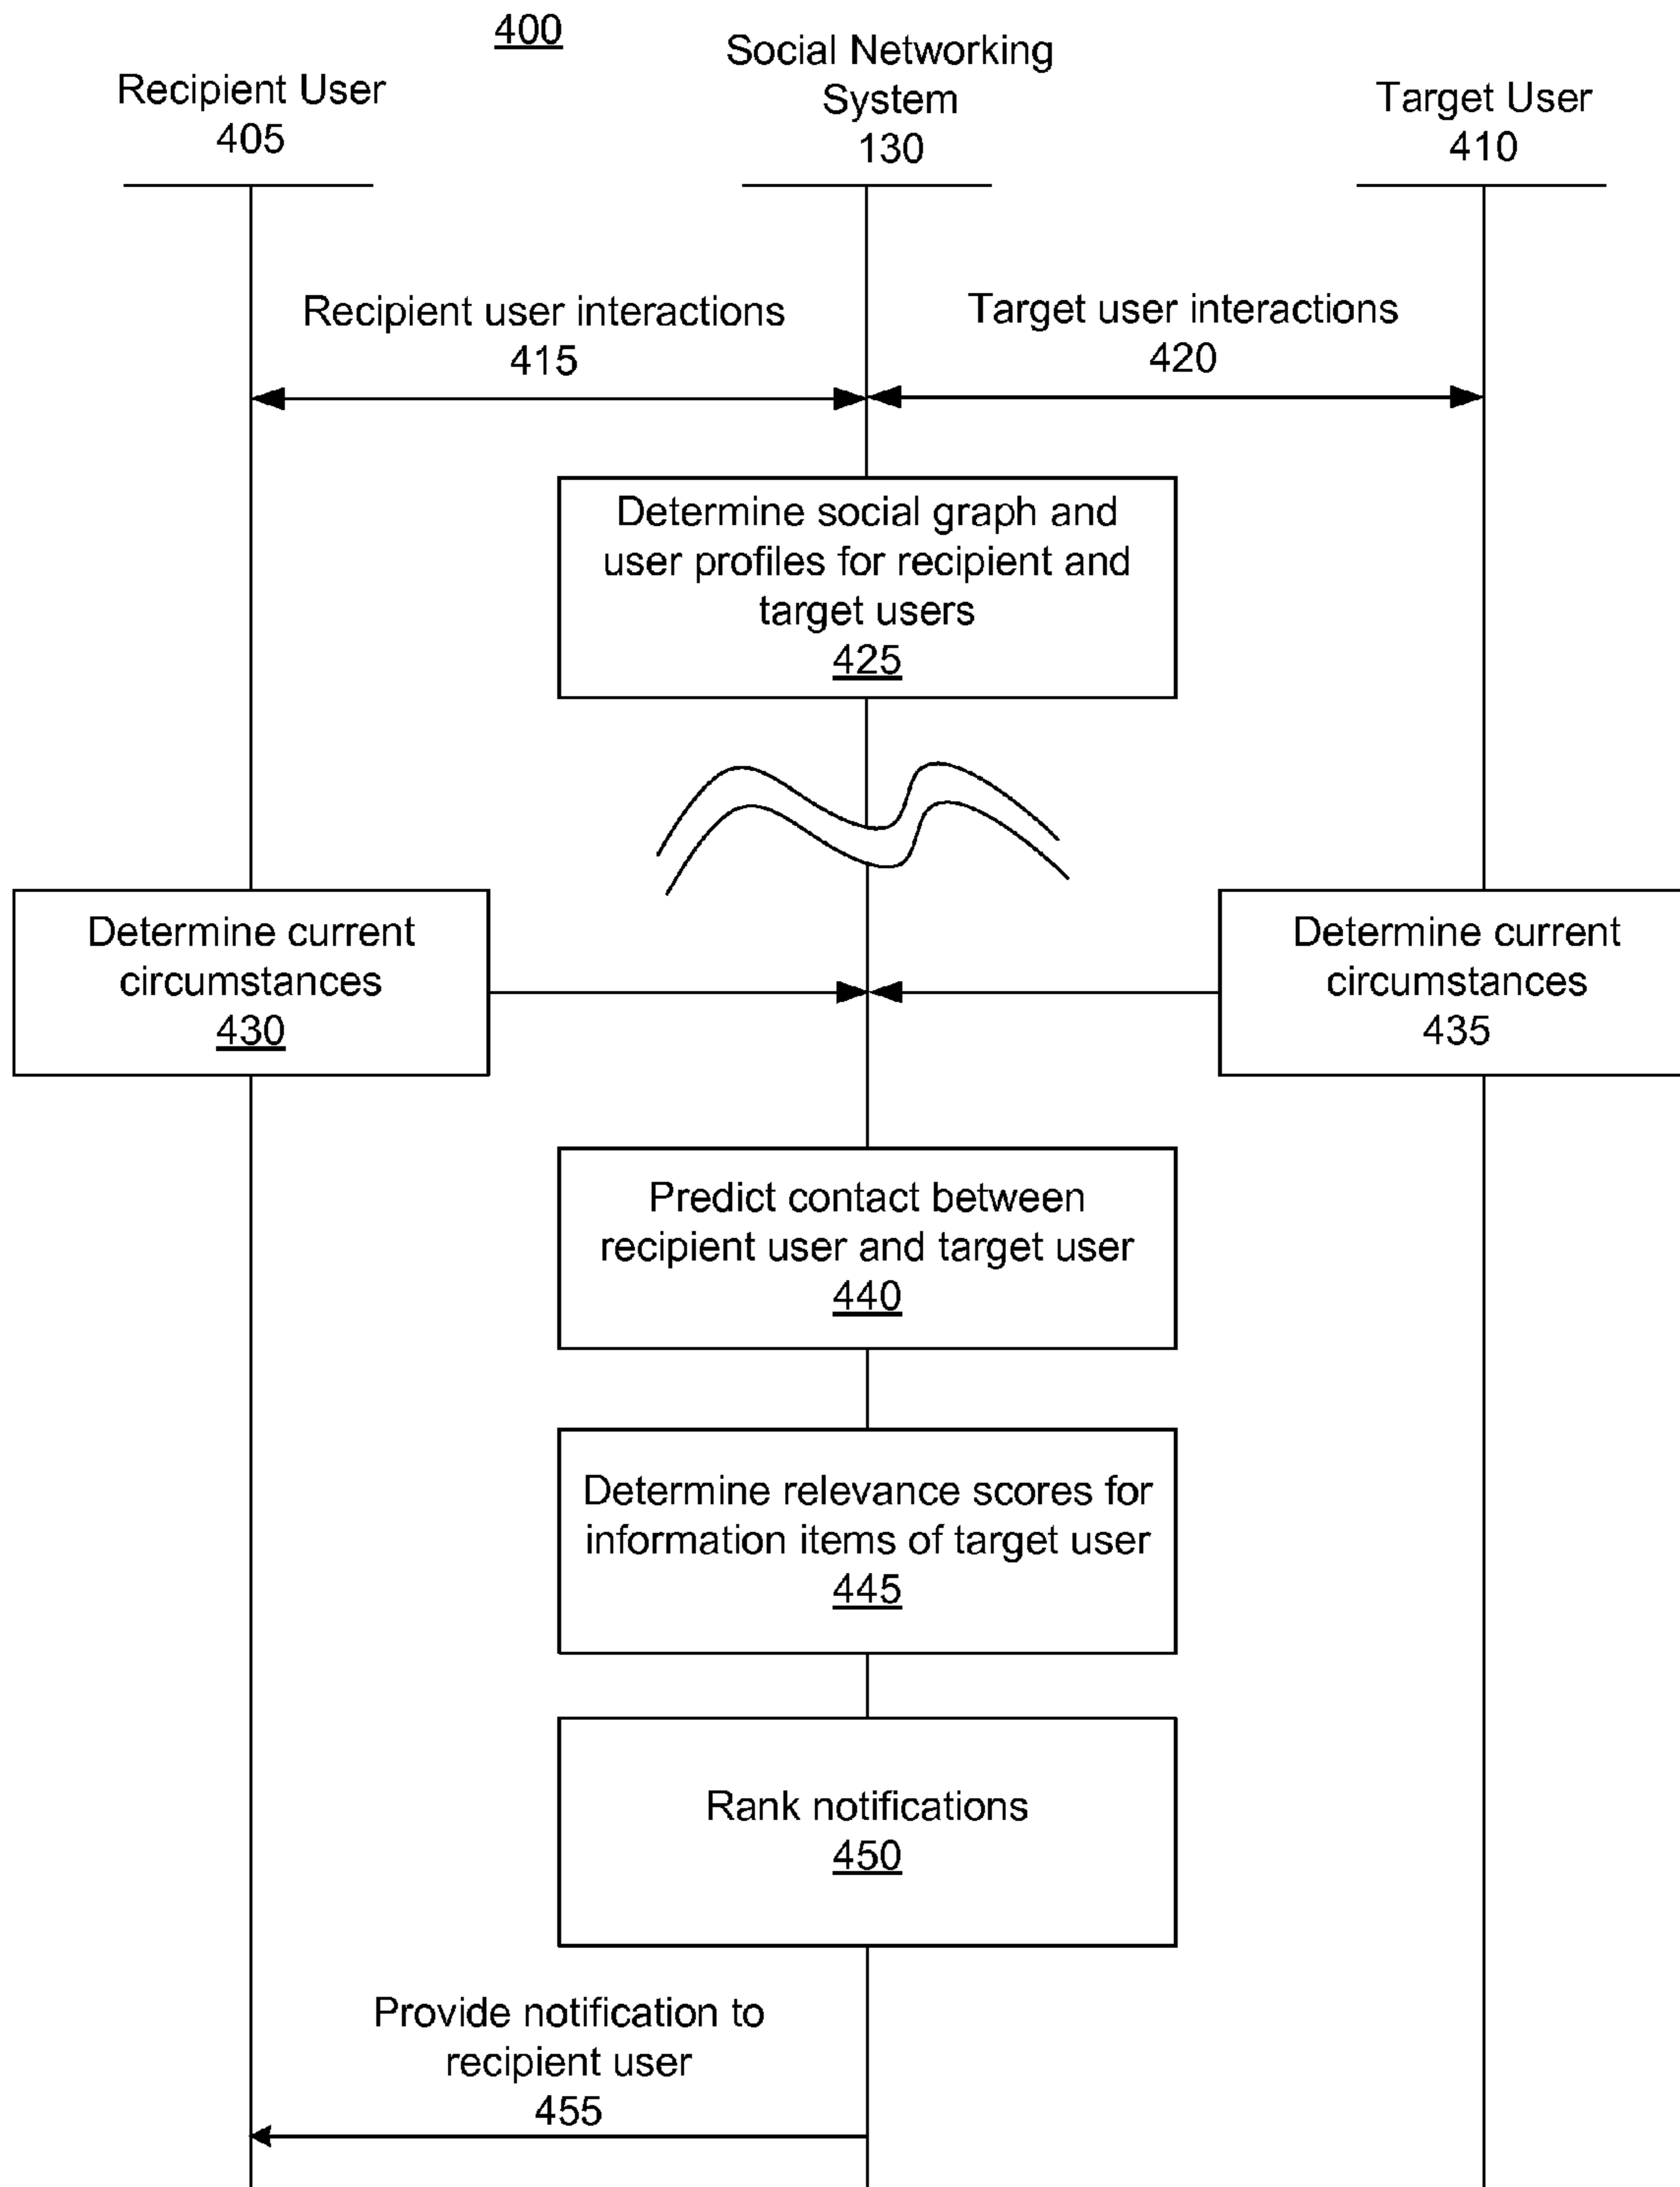 400
Recipient User
405
Social Networking
System
130
Target User
410
Recipient user interactions
415
Target user interactions
420
Determine social graph and
user profiles for recipient and
target users
425
Determine current
circumstances
430
Determine current
circumstances
435
Predict contact between
recipient user and target user
440
Determine relevance scores for
information items of target user
445
Rank notifications
450
Provide notification to
recipient user
455